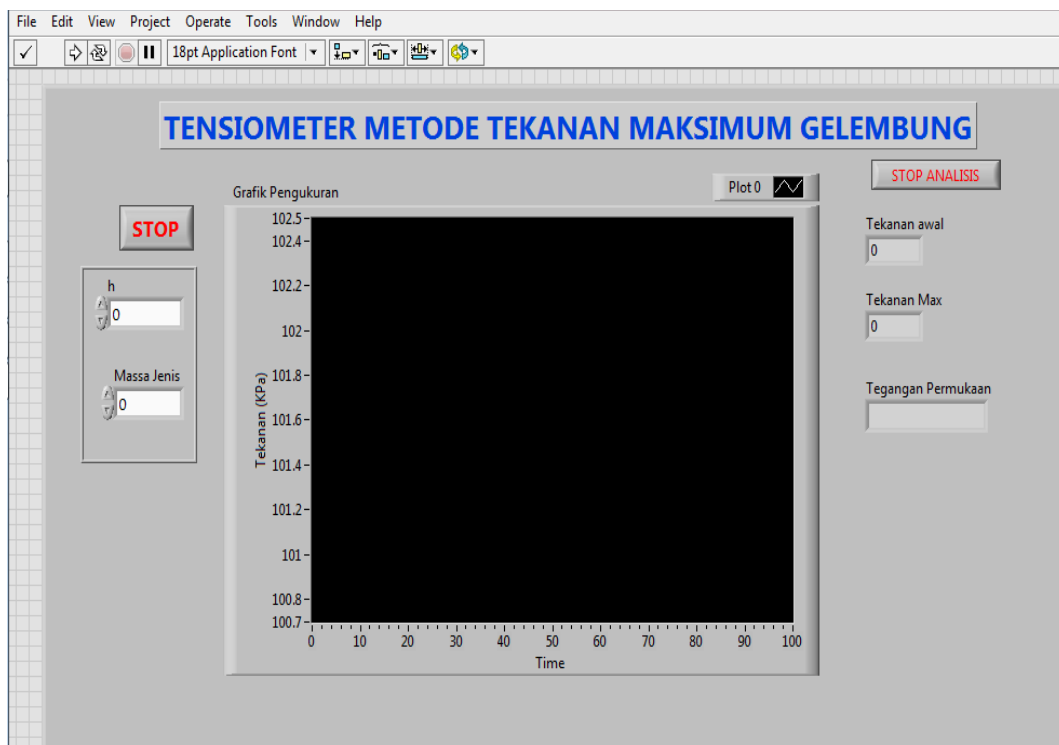 File Edit View Project Operate Tools Window Help
18pt Application Font
TENSIOMETER METODE TEKANAN MAKSIMUM GELEMBUNG
STOP ANALISIS
Grafik Pengukuran
Plot 0
STOP
h
0
Massa Jenis
0
Tekanan (KPa)
102.5
102.4
102.2
102
101.8
101.6
101.4
101.2
101
100.8
100.7
0 10 20 30 40 50 60 70 80 90 100
Time
Tekanan awal
0
Tekanan Max
0
Tegangan Permukaan